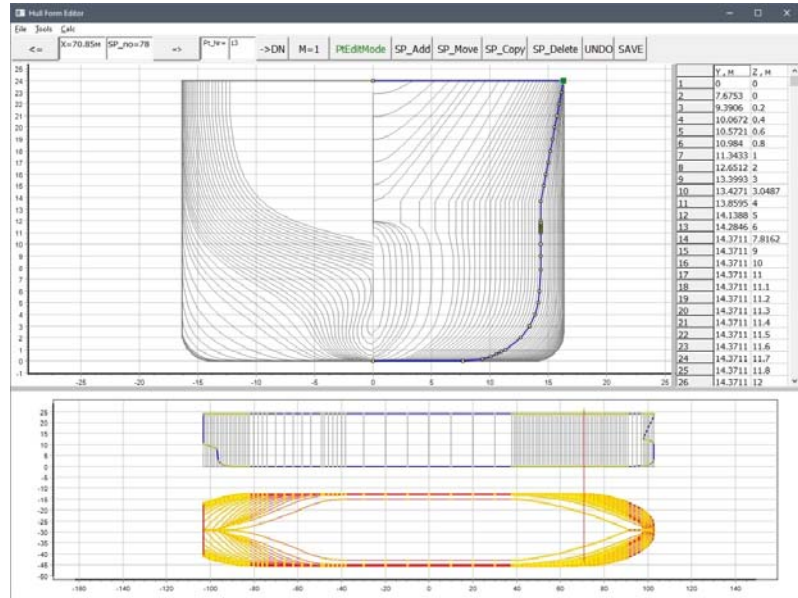 Hull Form Editor
File Tools Calc
<= X=70.85м SP_no=78 => Pt_Nr= 13 ->DN M=1 PtEditMode SP_Add SP_Move SP_Copy SP_Delete UNDO SAVE
Y, м Z, м
1 0 0
2 7.6753 0
3 9.3906 0.2
4 10.0672 0.4
5 10.5721 0.6
6 10.984 0.8
7 11.3433 1
8 12.6512 2
9 13.3993 3
10 13.4271 3.0487
11 13.8595 4
12 14.1388 5
13 14.2846 6
14 14.3711 7.8162
15 14.3711 9
16 14.3711 10
17 14.3711 11
18 14.3711 11.1
19 14.3711 11.2
20 14.3711 11.3
21 14.3711 11.4
22 14.3711 11.5
23 14.3711 11.6
24 14.3711 11.7
25 14.3711 11.8
26 14.3711 12
26
25
24
23
22
21
20
19
18
17
16
15
14
13
12
11
10
9
8
7
6
5
4
3
2
1
0
-1
-25 -20 -15 -10 -5 0 5 10 15 20 25
25
20
15
10
5
0
-5
-10
-15
-20
-25
-30
-35
-40
-45
-50
-160 -140 -120 -100 -80 -60 -40 -20 0 20 40 60 80 100 120 140